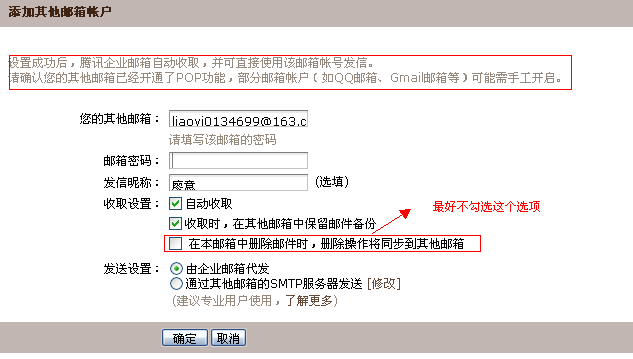 添加其他邮箱帐户
设置成功后，腾讯企业邮箱自动收取，并可直接使用该邮箱帐号发信。
请确认您的其他邮箱已经开通了POP功能，部分邮箱帐户（如QQ邮箱、Gmail邮箱等）可能需手工开启。
您的其他邮箱： liaoyi0134699@163.c
请填写该邮箱的密码
邮箱密码：
发信昵称： 廖意 (选填)
收取设置： 自动收取
最好不勾选这个选项
收取时，在其他邮箱中保留邮件备份
在本邮箱中删除邮件时，删除操作将同步到其他邮箱
发送设置： 由企业邮箱代发
通过其他邮箱的SMTP服务器发送 [修改]
(建议专业用户使用，了解更多)
确定 取消